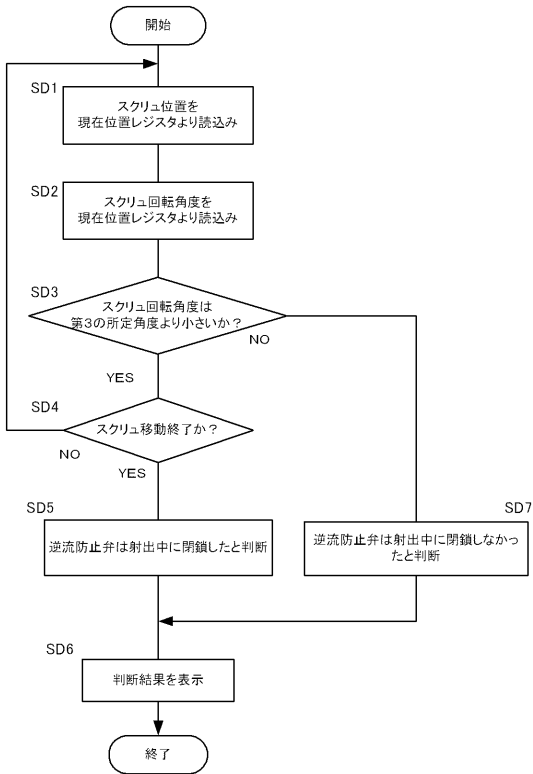 開始
SD1
スクリュ位置を
現在位置レジスタより読込み
SD2
スクリュ回転角度を
現在位置レジスタより読込み
SD3
スクリュ回転角度は
第3の所定角度より小さいか？
NO
YES
SD4
スクリュ移動終了か？
NO
YES
SD5
逆流防止弁は射出中に閉鎖したと判断
SD7
逆流防止弁は射出中に閉鎖しなかっ
たと判断
SD6
判断結果を表示
終了